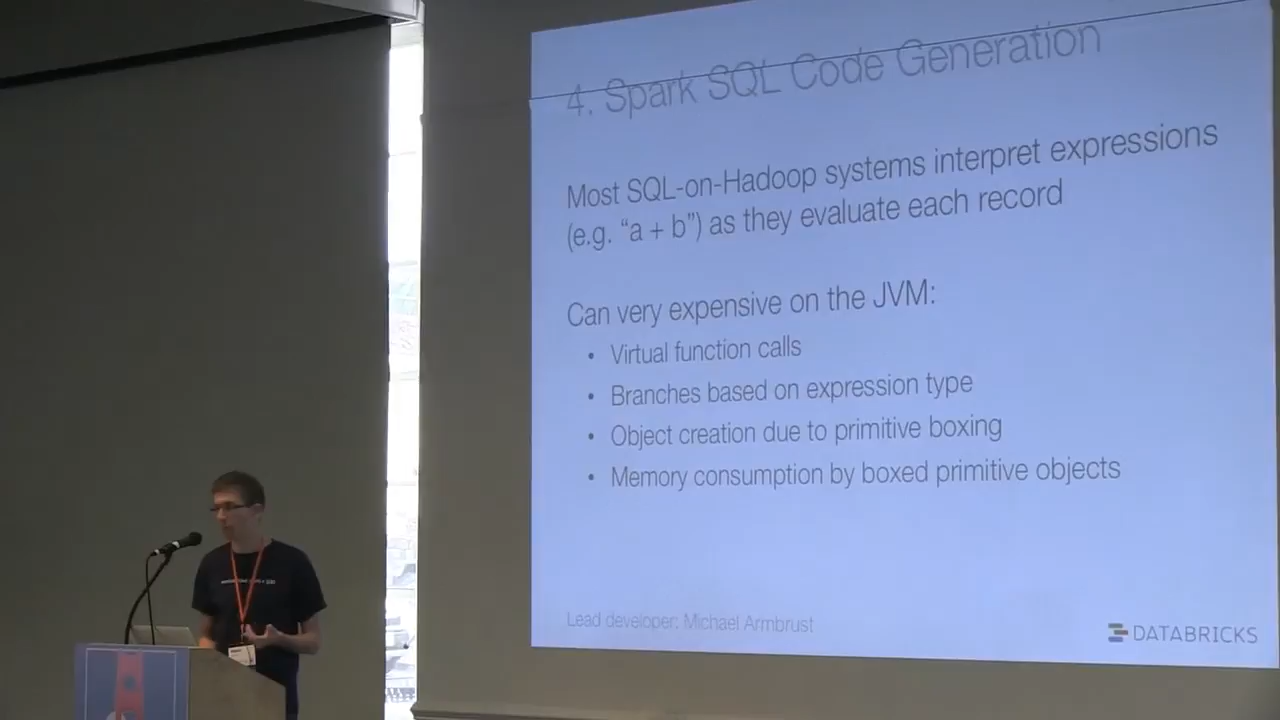 4. Spark SQL Code Generation
Most SQL-on-Hadoop systems interpret expressions
(e.g. “a + b”) as they evaluate each record
Can very expensive on the JVM:
• Virtual function calls
• Branches based on expression type
• Object creation due to primitive boxing
• Memory consumption by boxed primitive objects
Lead developer: Michael Armbrust
DATABRICKS